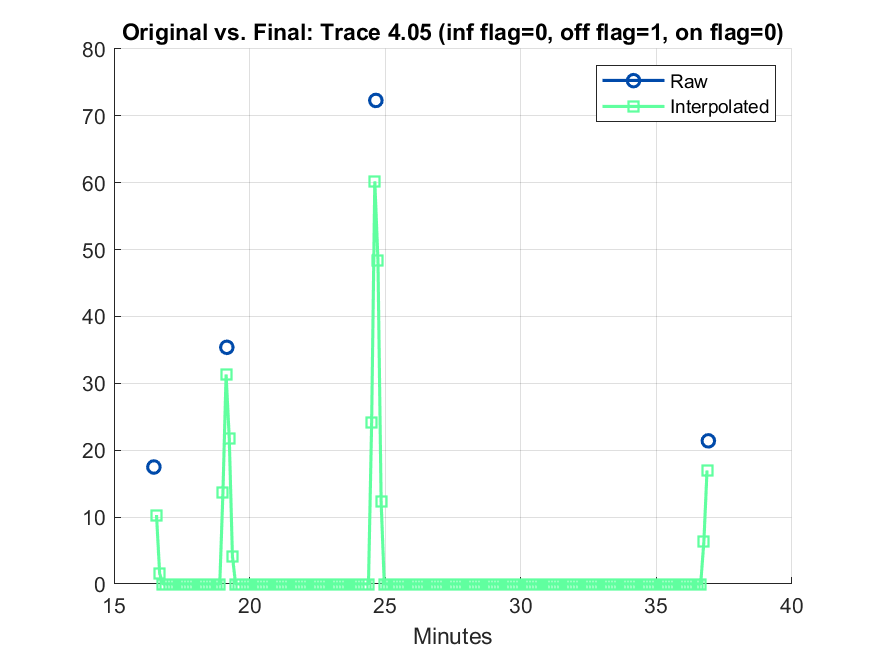 Original vs. Final: Trace 4.05 (inf flag=0, off flag=1, on flag=0)
80
70
60
50
40
30
20
10
0
Raw
Interpolated
15 20 25 30 35 40
Minutes